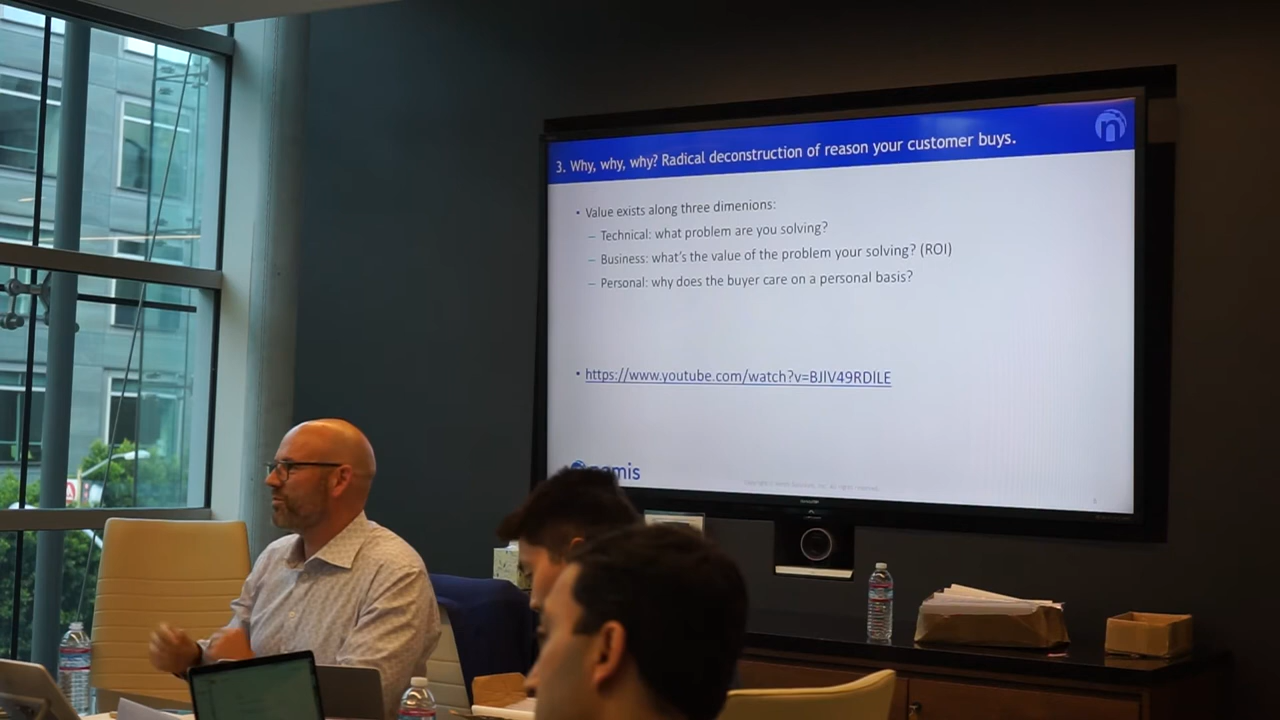 3. Why, why, why? Radical deconstruction of reason your customer buys.
n
• Value exists along three dimenions:
– Technical: what problem are you solving?
– Business: what's the value of the problem your solving? (ROI)
– Personal: why does the buyer care on a personal basis?
• https://www.youtube.com/watch?v=BJlV49RDlLE
mis